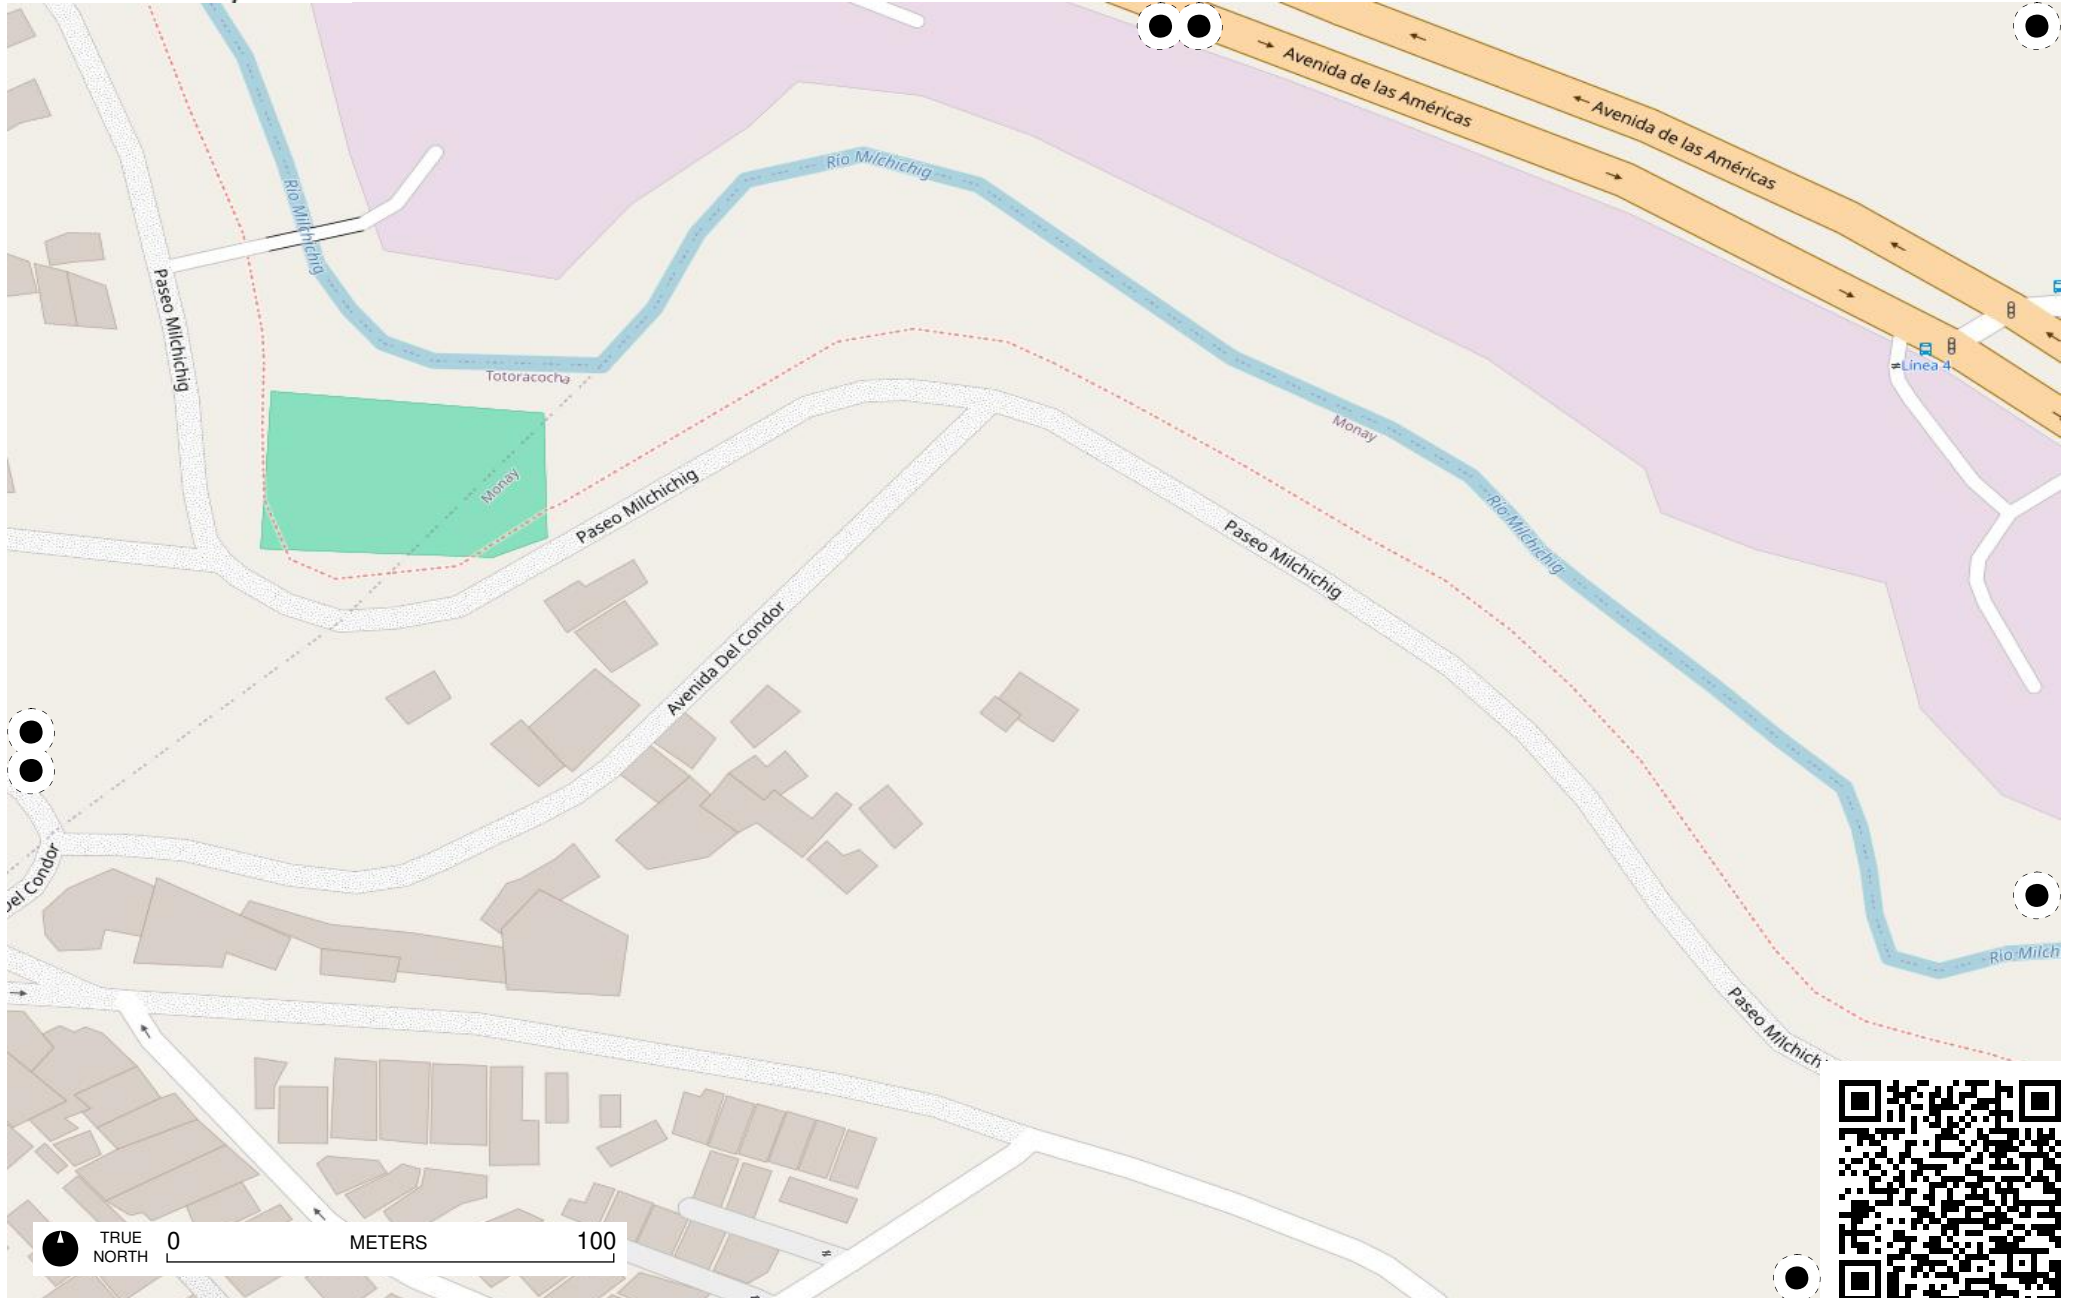 Avenida de las Américas
Avenida de las Américas
Río Milchichig
Río Milchichig
Paseo Milchichig
Línea 4
Totoracocha
Monay
Monay
Paseo Milchichig
Río Milchichig
Paseo Milchichig
Avenida Del Condor
Del Condor
Río Milch
Paseo Milchich
TRUE
NORTH
0
METERS
100